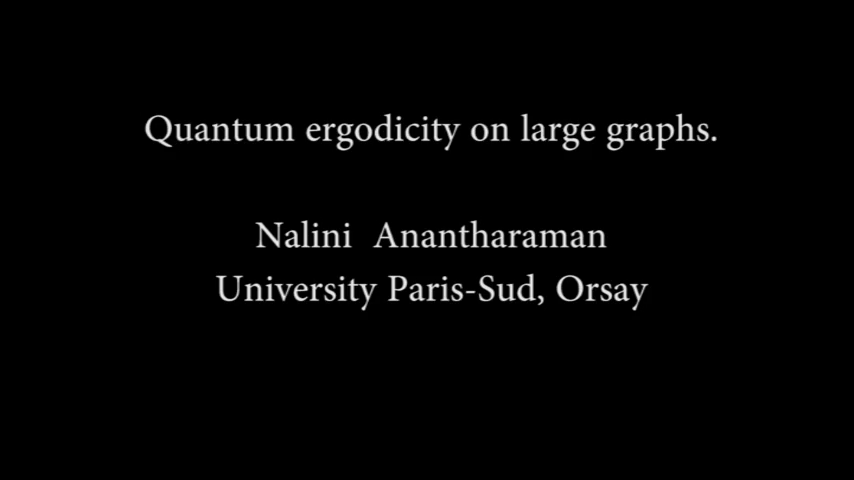 Quantum ergodicity on large graphs.
Nalini Anantharaman
University Paris-Sud, Orsay